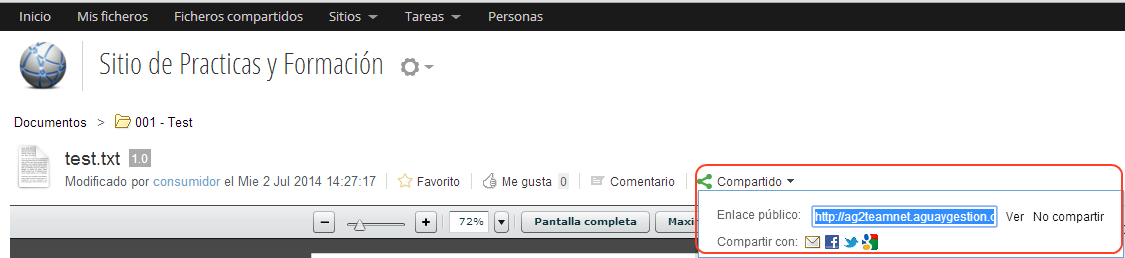 Inicio Mis ficheros Ficheros compartidos Sitios Tareas Personas
Sitio de Practicas y Formación
Documentos > 001 - Test
test.txt 1.0
Modificado por consumidor el Mie 2 Jul 2014 14:27:17 Favorito Me gusta 0 Comentario Compartido
72% Pantalla completa Maxi
Enlace público: http://ag2teamnet.aguaygestion.c Ver No compartir
Compartir con: